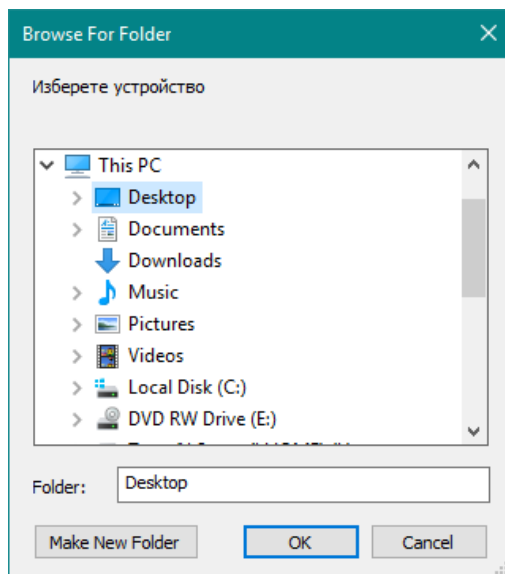 Browse For Folder
Изберете устройство
This PC
Desktop
Documents
Downloads
Music
Pictures
Videos
Local Disk (C:)
DVD RW Drive (E:)
Folder: Desktop
Make New Folder OK Cancel